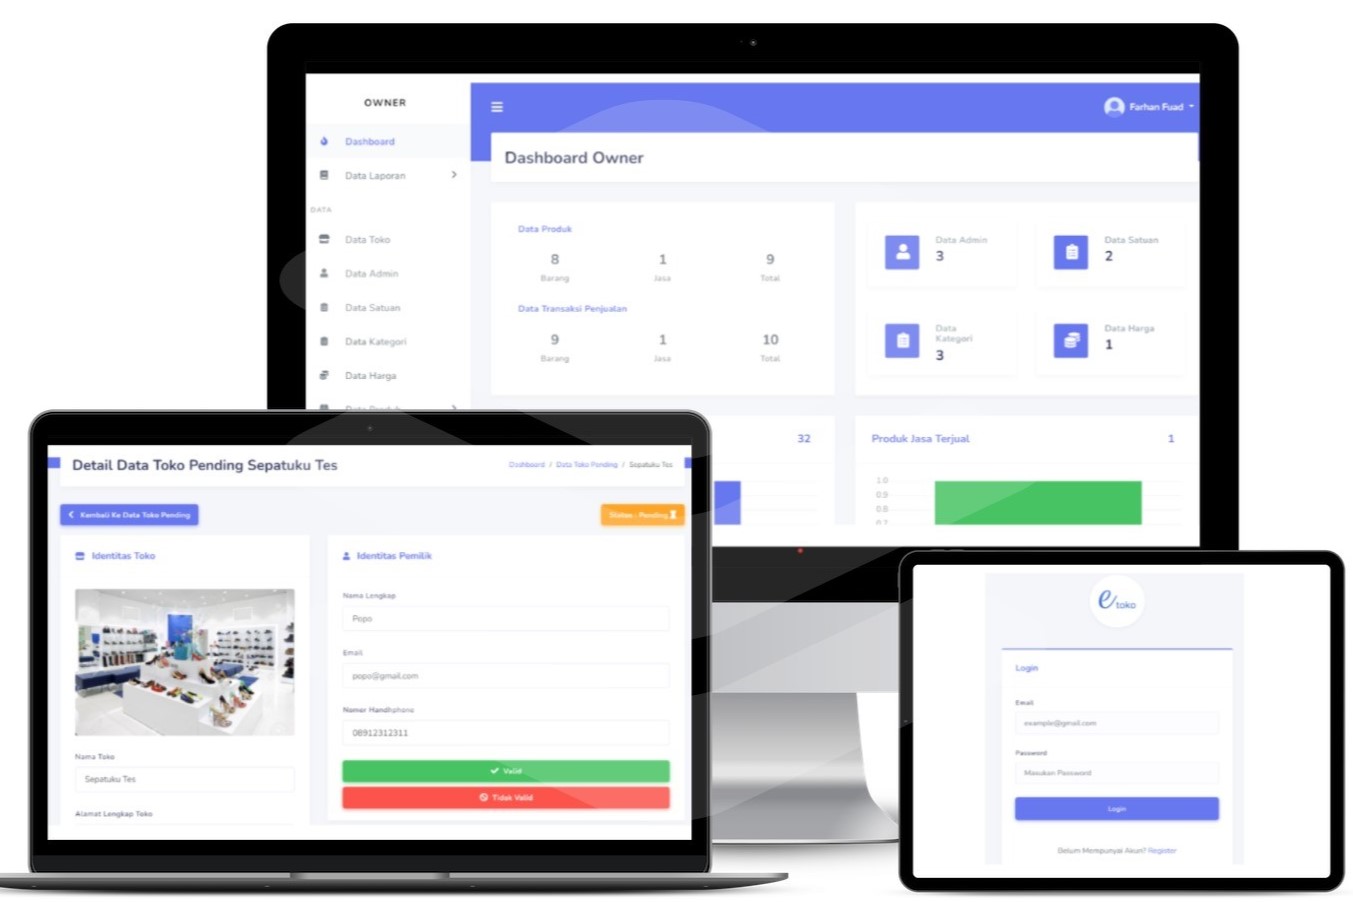 OWNER
Farhan Fuad
Dashboard
Dashboard Owner
Data Laporan
DATA
Data Toko
Data Admin
Data Satuan
Data Kategori
Data Harga
Data Produk
Data Produk
8 1 9
Barang Jasa Total
Data Transaksi Penjualan
9 1 10
Barang Jasa Total
Data Admin
3
Data Satuan
2
Data
Kategori
3
Data Harga
1
32
Produk Jasa Terjual 1
1.0
0.9
0.8
0.7
Detail Data Toko Pending Sepatuku Tes
Dashboard / Data Toko Pending / Sepatuku Tes
Kembali Ke Data Toko Pending
Status : Pending
Identitas Toko
Nama Toko
Sepatuku Tes
Alamat Lengkap Toko
Identitas Pemilik
Nama Lengkap
Popo
Email
popo@gmail.com
Nomor Handhphone
08912312311
Valid
Tidak Valid
e toko
Login
Email
example@gmail.com
Password
Masukan Password
Login
Belum Mempunyai Akun? Register